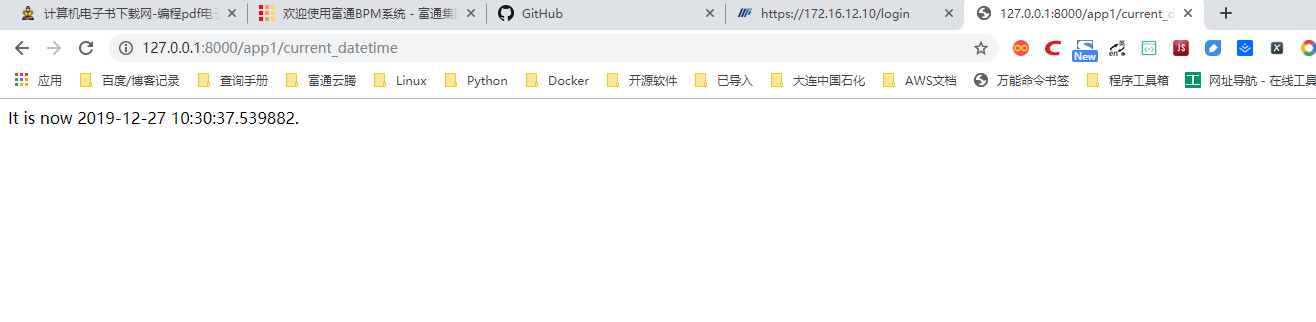 计算机电子书下载网-编程pdf电子 欢迎使用富通BPM系统 - 富通集团 GitHub https://172.16.12.10/login 127.0.0.1:8000/app1/current_d
127.0.0.1:8000/app1/current_datetime en 英 JS New X
应用 百度/博客记录 查询手册 富通云腾 Linux Python Docker 开源软件 已导入 大连中国石化 AWS文档 万能命令书签 程序工具箱 工 网址导航 - 在线工具
It is now 2019-12-27 10:30:37.539882.